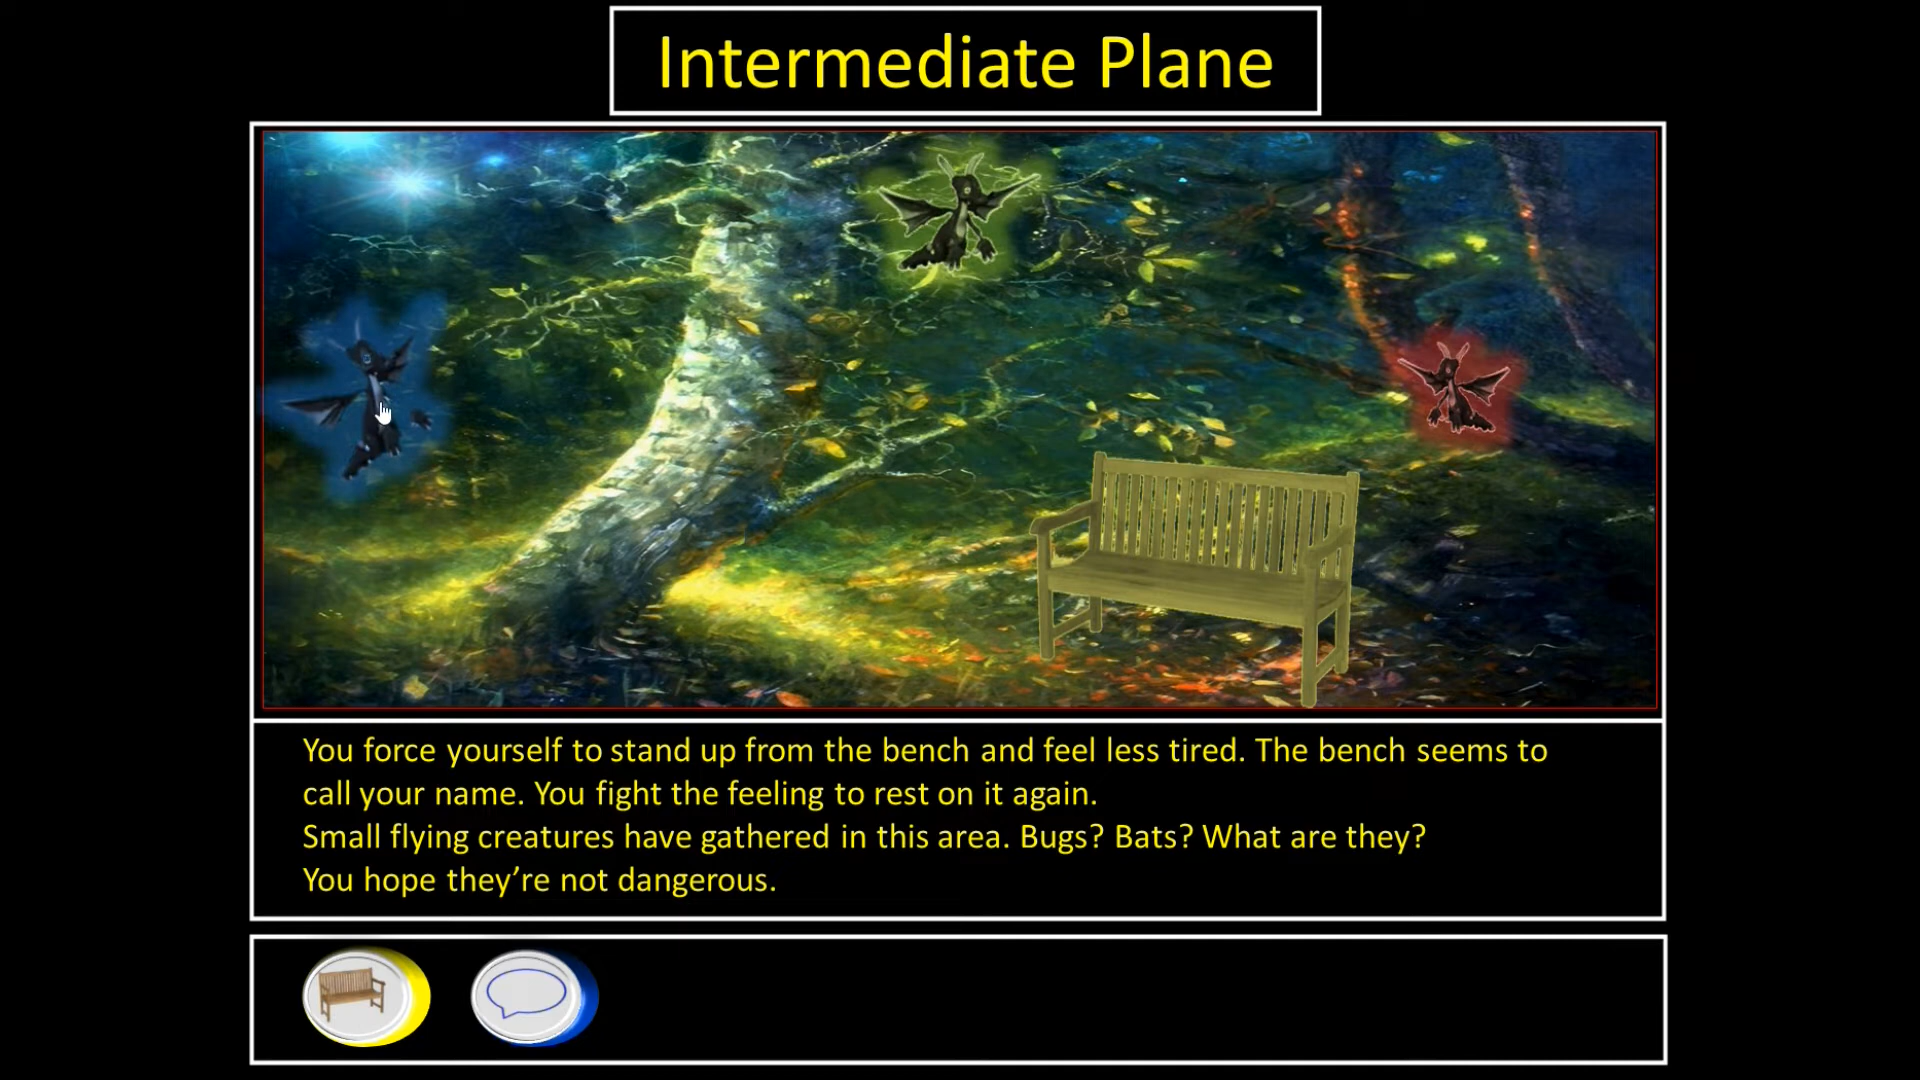 Intermediate Plane
You force yourself to stand up from the bench and feel less tired. The bench seems to
call your name. You fight the feeling to rest on it again.
Small flying creatures have gathered in this area. Bugs? Bats? What are they?
You hope they’re not dangerous.